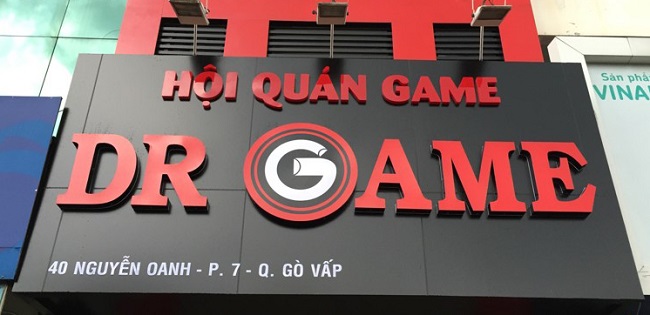 HỘI QUÁN GAME
DR GAME
40 NGUYỄN OANH - P. 7 - Q. GÒ VẤP
Sản phẩ
VINA